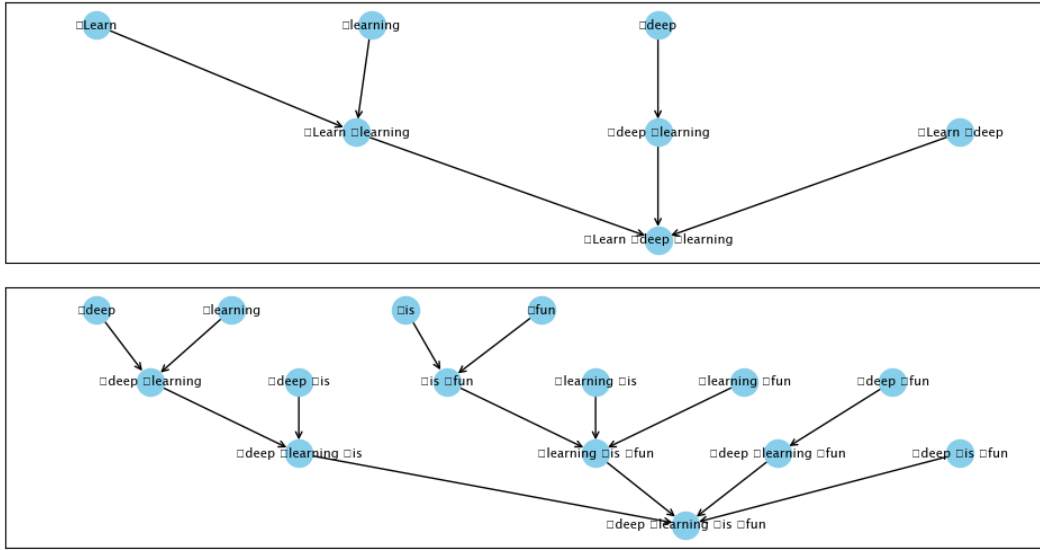 □Learn □learning □deep
□Learn □learning □deep □learning □Learn □deep
□Learn □deep □learning
□deep □learning □is □fun
□deep □learning □deep □is □is □fun □learning □is □learning □fun □deep □fun
□deep □learning □is □learning □is □fun □deep □learning □fun □deep □is □fun
□deep □learning □is □fun